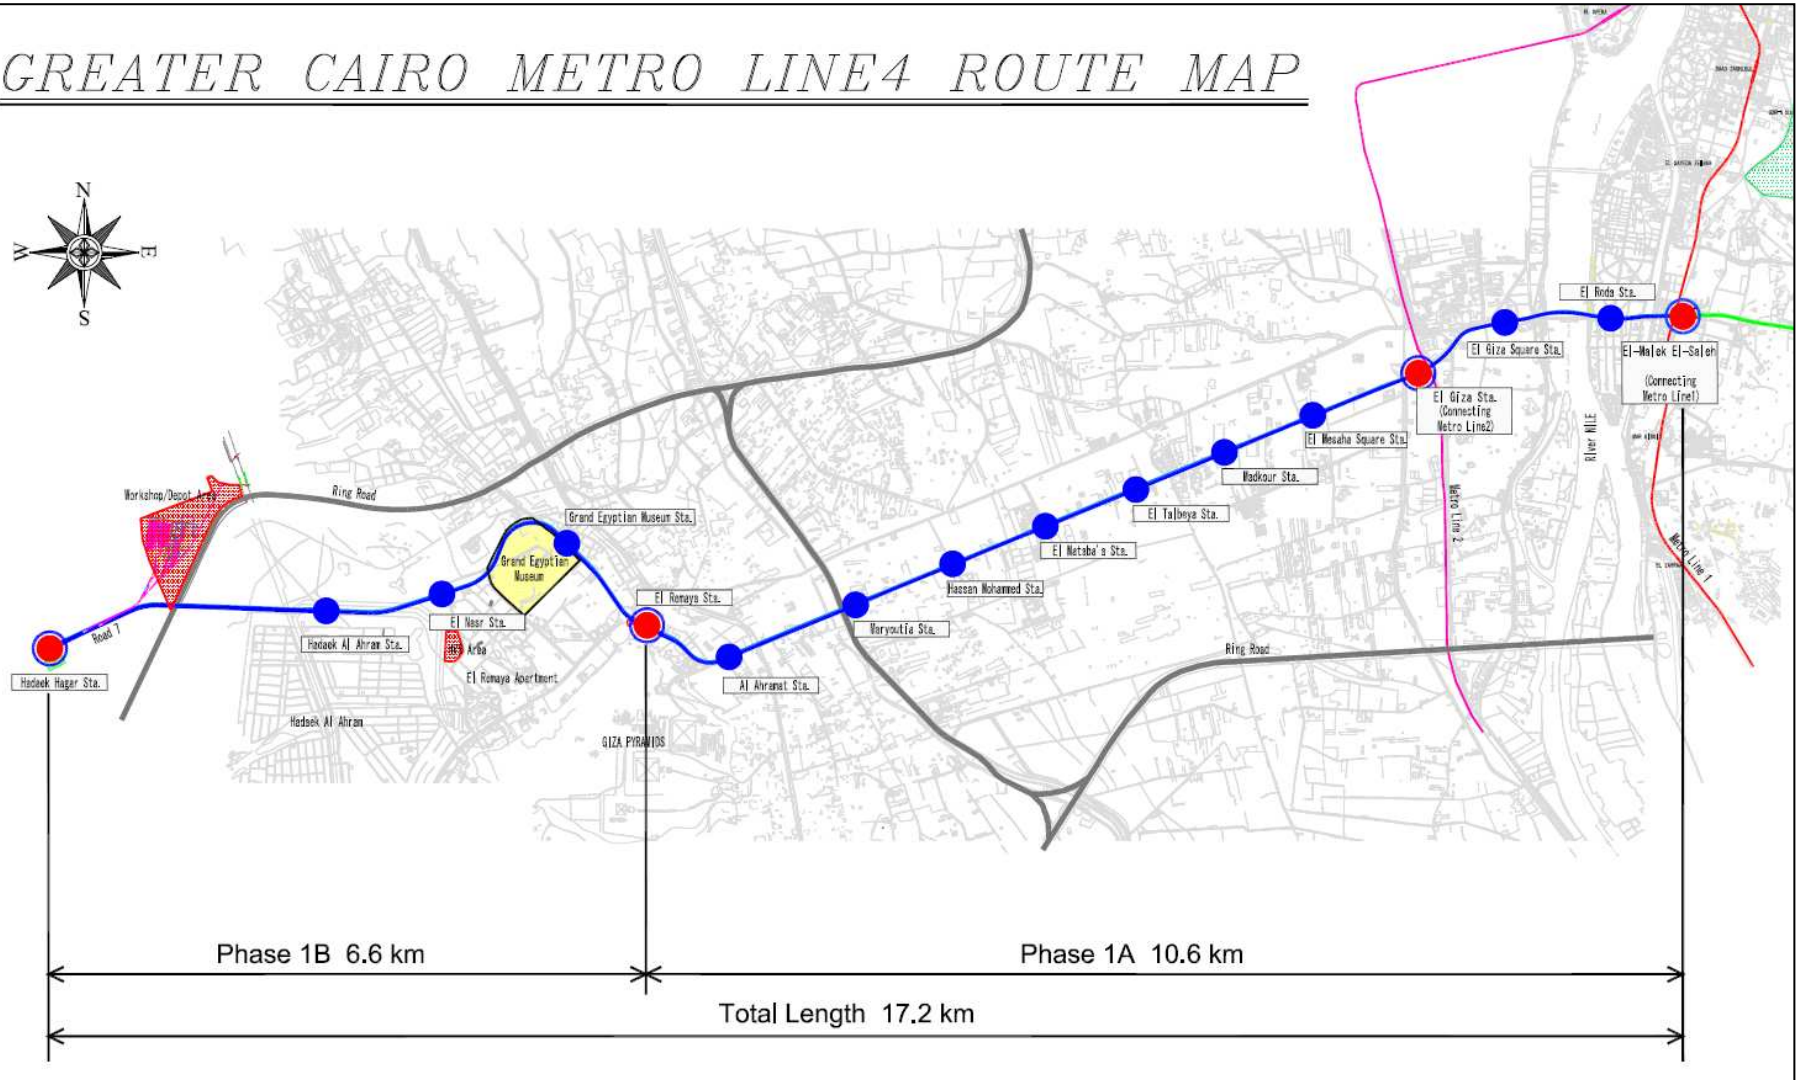 GREATER CAIRO METRO LINE4 ROUTE MAP
N
W
E
S
El Roda Sta.
El Giza Square Sta.
El-Malek El-Saleh
(Connecting
Metro Line1)
El Giza Sta.
(Connecting
Metro Line2)
River NILE
El Mesaha Square Sta.
Madkour Sta.
El Talbeya Sta.
Metro Line 2
Metro Line 1
Workshop/Depot Area
Ring Road
Grand Egyptian Museum Sta.
El Mataba'a Sta.
Grand Egyptian
Museum
Hassan Mohammed Sta.
El Remaya Sta.
El Nasr Sta.
Maryoutia Sta.
Road 7
Hadaek Al Ahram Sta.
Area
Ring Road
Hadaek Hagar Sta.
El Remaya Apartment
Al Ahramat Sta.
Hadaek Al Ahram
GIZA PYRAMIDS
Phase 1B 6.6 km
Phase 1A 10.6 km
Total Length 17.2 km